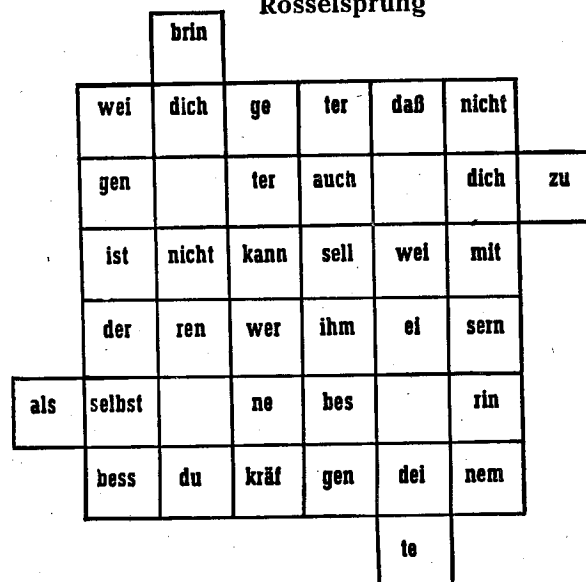 Rösselsprung
brin
wei dich ge ter daß nicht
gen ter auch dich zu
ist nicht kann sell wei mit
der ren wer ihm ei sern
als selbst ne bes rin
bess du kräf gen dei nem
te